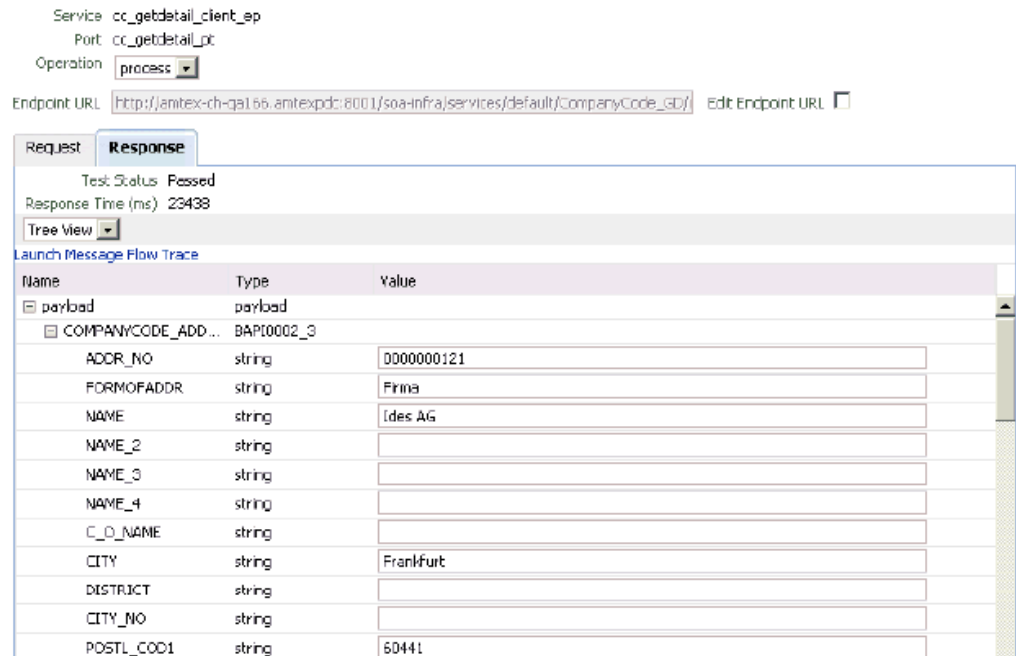 Service cc_getdetail_client_ep
Port cc_getdetail_pt
Operation process
Endpoint URL http://amtex-ch-qa166.amtexpdc:8001/soa-infra/services/default/CompanyCode_GD/ Edit Endpoint URL
Request Response
Test Status Passed
Response Time (ms) 23438
Tree View
Launch Message Flow Trace
Name Type Value
payload payload
COMPANYCODE_ADD... BAPI0002_3
ADDR_NO string 0000000121
FORMOFADDR string Firma
NAME string Ides AG
NAME_2 string
NAME_3 string
NAME_4 string
C_O_NAME string
CITY string Frankfurt
DISTRICT string
CITY_NO string
POSTL_COD1 string 60441